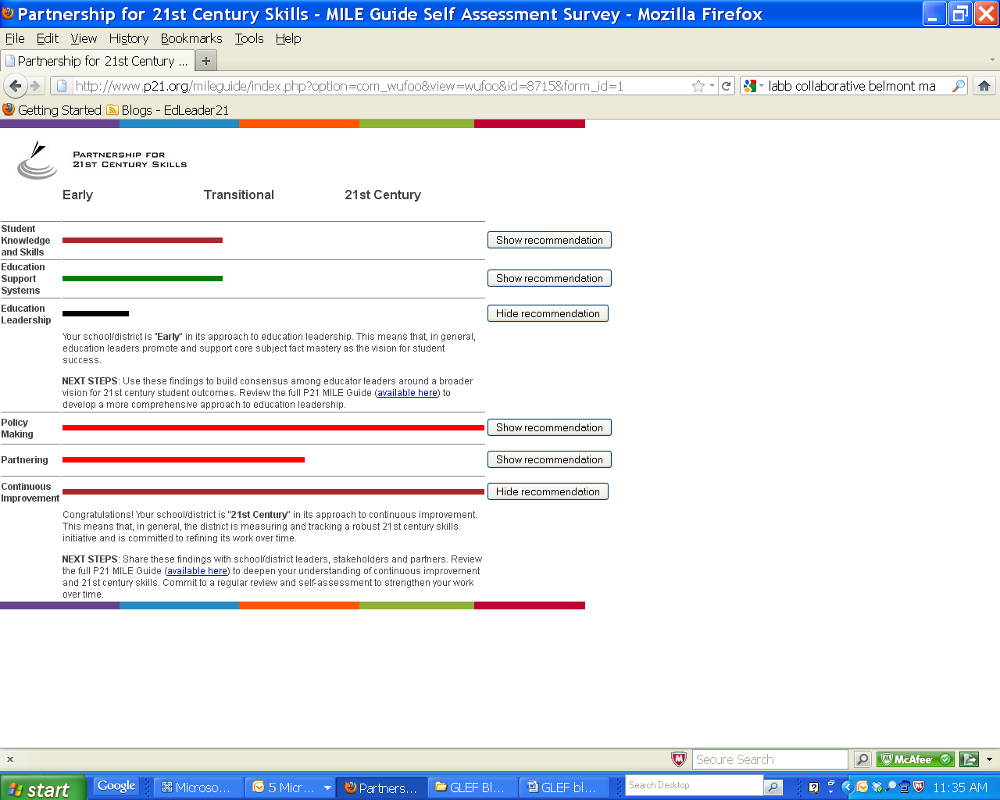 Partnership for 21st Century Skills - MILE Guide Self Assessment Survey - Mozilla Firefox
File Edit View History Bookmarks Tools Help
Partnership for 21st Century ...
http://www.p21.org/mileguide/index.php?option=com_wufoo&view=wufoo&id=8715&form_id=1
labb collaborative belmont ma
Getting Started Blogs - EdLeader21
PARTNERSHIP FOR
21ST CENTURY SKILLS
Early Transitional 21st Century
Student
Knowledge
and Skills
Show recommendation
Education
Support
Systems
Show recommendation
Education
Leadership
Hide recommendation
Your school/district is "Early" in its approach to education leadership. This means that, in general,
education leaders promote and support core subject fact mastery as the vision for student
success.
NEXT STEPS: Use these findings to build consensus among educator leaders around a broader
vision for 21st century student outcomes. Review the full P21 MILE Guide (available here) to
develop a more comprehensive approach to education leadership.
Policy
Making
Show recommendation
Partnering
Show recommendation
Continuous
Improvement
Hide recommendation
Congratulations! Your school/district is "21st Century" in its approach to continuous improvement.
This means that, in general, the district is measuring and tracking a robust 21st century skills
initiative and is committed to refining its work over time.
NEXT STEPS: Share these findings with school/district leaders, stakeholders and partners. Review
the full P21 MILE Guide (available here) to deepen your understanding of continuous improvement
and 21st century skills. Commit to a regular review and self-assessment to strengthen your work
over time.
x
Secure Search
McAfee
start
Google
Microso...
5 Micr...
Partners...
GLEF Bl...
GLEF bl...
Search Desktop
11:35 AM